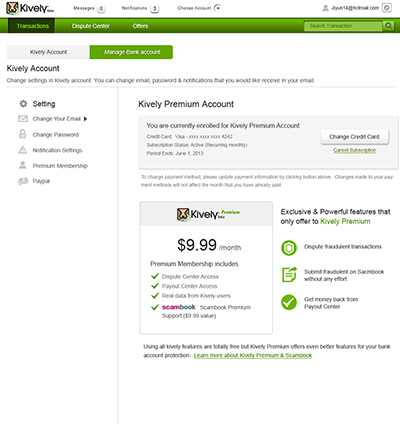 Kively beta Messages 0 Notifications 5 Choose Account jiyun14@hotmail.com
Transactions Dispute Center Offers Search Transaction
Kively Account Manage Bank account
Kively Account
Change settings in Kively account. You can change email, password & notifications that you would like receive in your email.
Setting
Change Your Email
Change Password
Notification Settings
Premium Membership
Paypal
Kively Premium Account
You are currently enrolled for Kively Premium Account
Credit Card : Visa - xxxx xxxx xxxx 4242
Subscription Status: Active (Recurring monthly)
Period Ends: June 1, 2013
Change Credit Card
Cancel Subscription
To change payment method, please update payment information by clicking button above. Changes made to your pay-
ment methods will not affect the month that you have already paid.
Kively Premium beta
$9.99 /month
Premium Membership includes
Dispute Center Access
Payout Center Access
Real data from Kively users
scambook Scambook Premium
Support ($9.99 value)
Exclusive & Powerful features that
only offer to Kively Premium
Dispute fraudulent transactions
Submit fraudulent on Sacmbook
without any effort
Get money back from
Payout Center
Using all kively features are totally free but Kively Premium offers even better features for your bank
account protection. Learn more about Kively Premium & Scambook